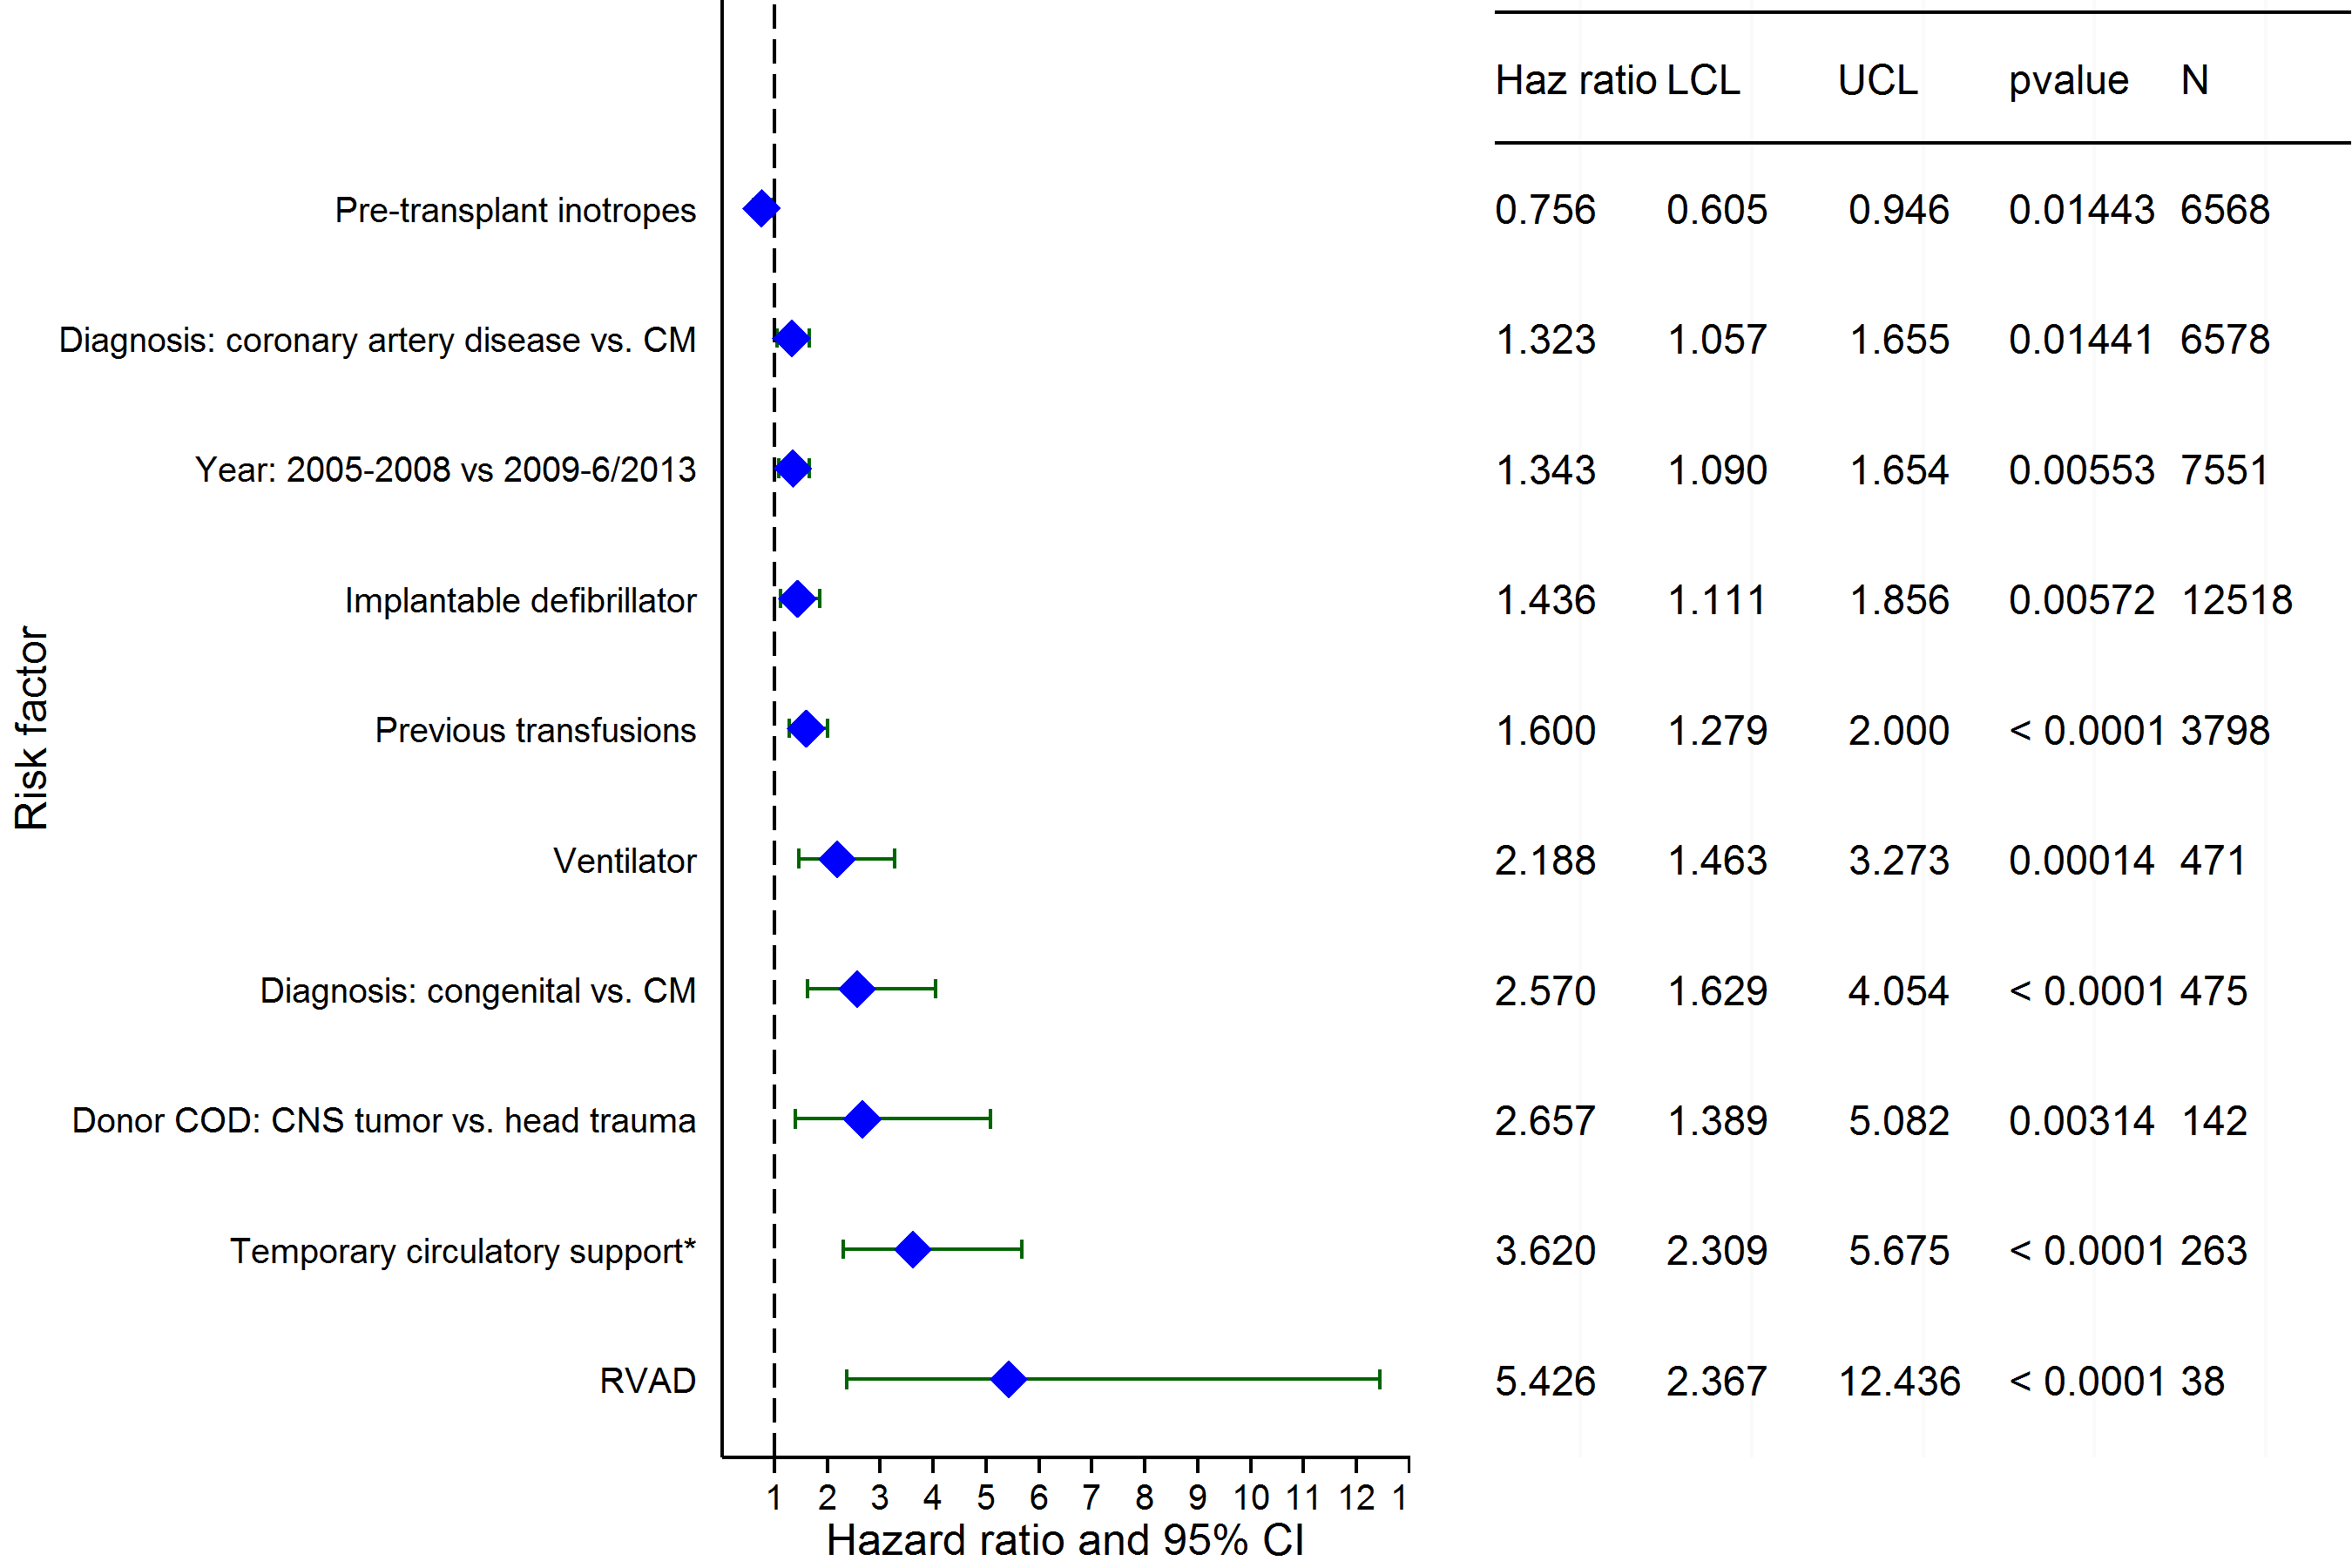 Haz ratio LCL UCL pvalue N
Pre-transplant inotropes 0.756 0.605 0.946 0.01443 6568
Diagnosis: coronary artery disease vs. CM 1.323 1.057 1.655 0.01441 6578
Year: 2005-2008 vs 2009-6/2013 1.343 1.090 1.654 0.00553 7551
Implantable defibrillator 1.436 1.111 1.856 0.00572 12518
Previous transfusions 1.600 1.279 2.000 < 0.0001 3798
Risk factor
Ventilator 2.188 1.463 3.273 0.00014 471
Diagnosis: congenital vs. CM 2.570 1.629 4.054 < 0.0001 475
Donor COD: CNS tumor vs. head trauma 2.657 1.389 5.082 0.00314 142
Temporary circulatory support* 3.620 2.309 5.675 < 0.0001 263
RVAD 5.426 2.367 12.436 < 0.0001 38
1 2 3 4 5 6 7 8 9 10 11 12 1
Hazard ratio and 95% CI